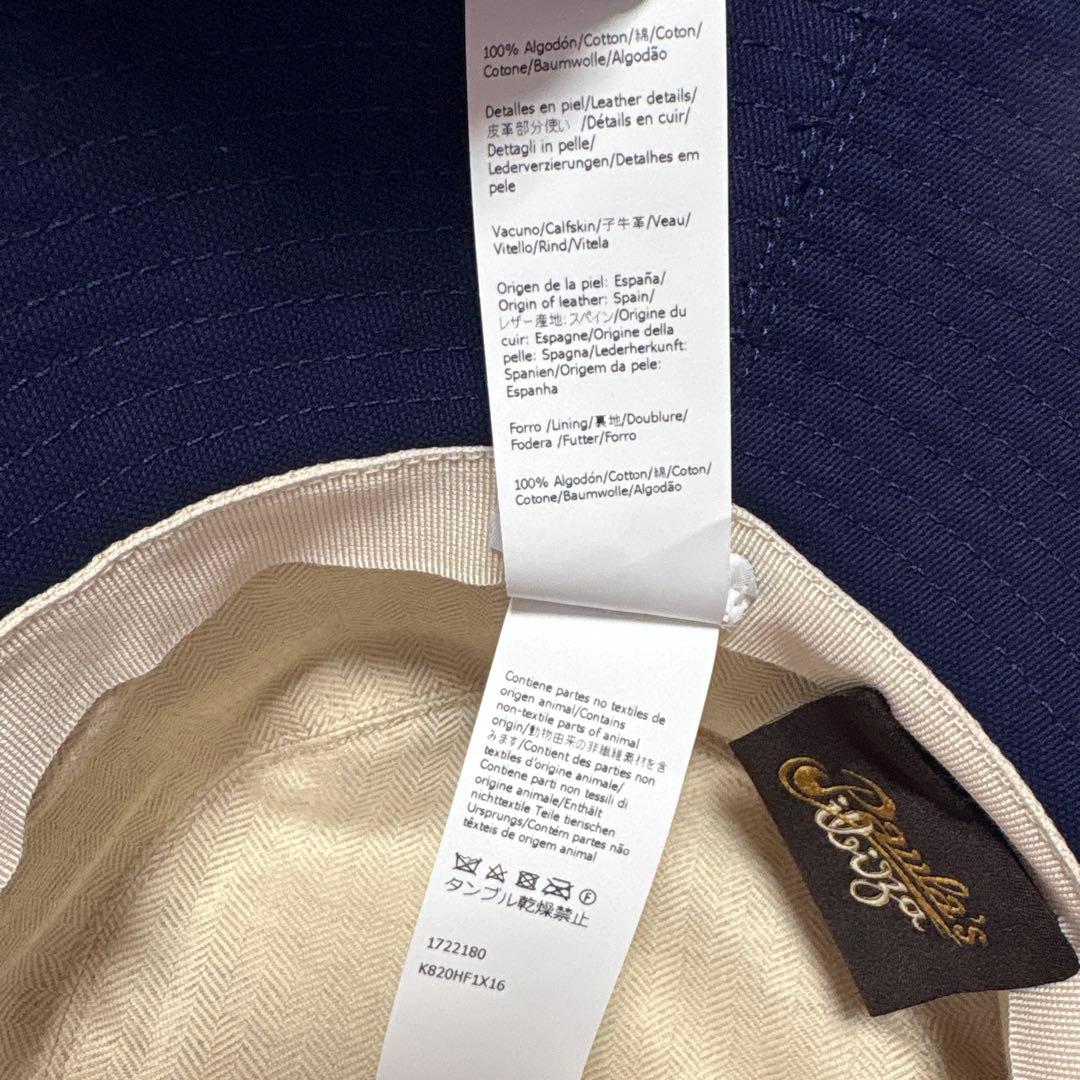 100% Algodón/Cotton/綿/Coton/
Cotone/Baumwolle/Algodão
Detalles en piel/Leather details/
皮革部分使い /Détails en cuir/
Dettagli in pelle/
Lederverzierungen/Detalhes em
pele
Vacuno/Calfskin/子牛革/Veau/
Vitello/Rind/Vitela
Origen de la piel: España/
Origin of leather: Spain/
レザー産地:スペイン/Origine du
cuir: Espagne/Origine della
pelle: Spagna/Lederherkunft:
Spanien/Origem da pele:
Espanha
Forro /Lining/裏地/Doublure/
Fodera /Futter/Forro
100% Algodón/Cotton/綿/Coton/
Cotone/Baumwolle/Algodão
Contiene partes no textiles de
origen animal/Contains
non-textile parts of animal
origin/動物由来の非繊維素材を含
みます/Contient des parties non
textiles d'origine animale/
Contiene parti non tessili di
origine animale/Enthält
nichttextile Teile tierischen
Ursprungs/Contém partes não
têxteis de origem animal
F
タンブル乾燥禁止
1722180
K820HF1X16
Paula's
Ibiza